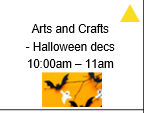 Arts and Crafts
- Halloween decs
10:00am – 11am